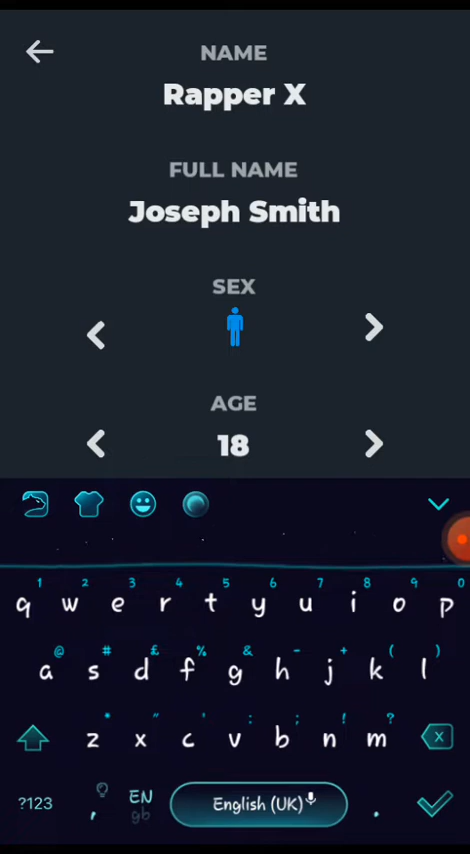 NAME
Rapper X
FULL NAME
Joseph Smith
SEX
AGE
18
1 2 3 4 5 6 7 8 9 0
q w e r t y u i o p
@ # £ % & - + ( )
a s d f g h j k l
* " ' : ; ! ?
z x c v b n m
?123 , EN gb English (UK) .